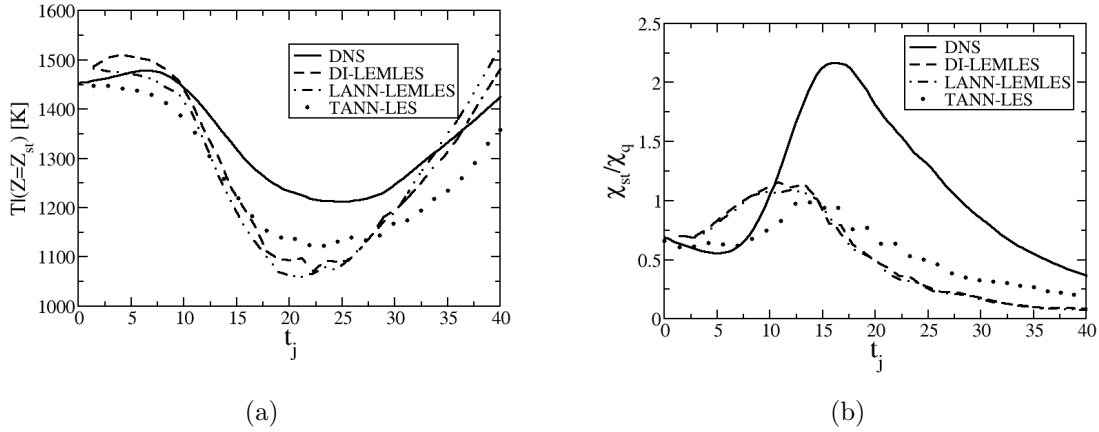 1600
1500
1400
1300
1200
1100
1000
T|(Z=Z_st) [K]
0 5 10 15 20 25 30 35 40
t_j
DNS
DI-LEMLES
LANN-LEMLES
TANN-LES
(a)
2.5
2
1.5
1
0.5
0
χ_st/χ_q
0 5 10 15 20 25 30 35 40
t_j
DNS
DI-LEMLES
LANN-LEMLES
TANN-LES
(b)